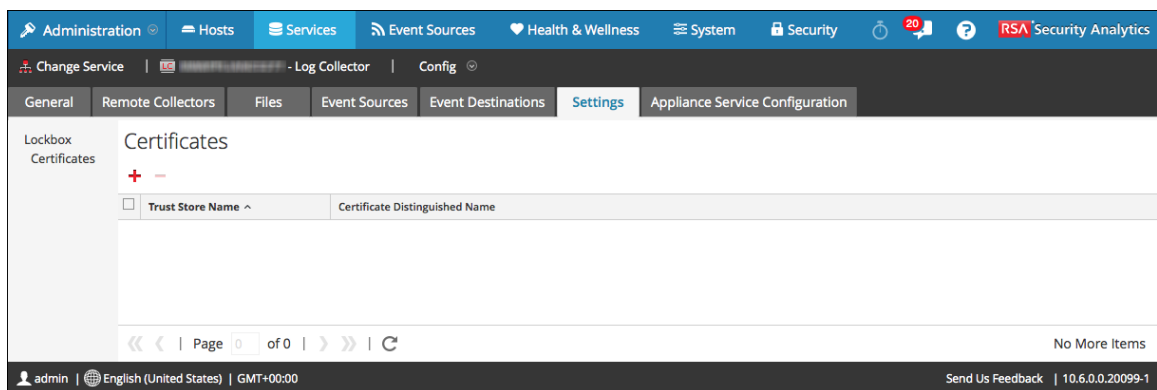 Administration Hosts Services Event Sources Health & Wellness System Security 20 ? RSA Security Analytics
Change Service | LC - Log Collector | Config
General Remote Collectors Files Event Sources Event Destinations Settings Appliance Service Configuration
Lockbox
Certificates
Certificates
Trust Store Name Certificate Distinguished Name
| Page 0 of 0 | | No More Items
admin | English (United States) | GMT+00:00 Send Us Feedback | 10.6.0.0.20099-1